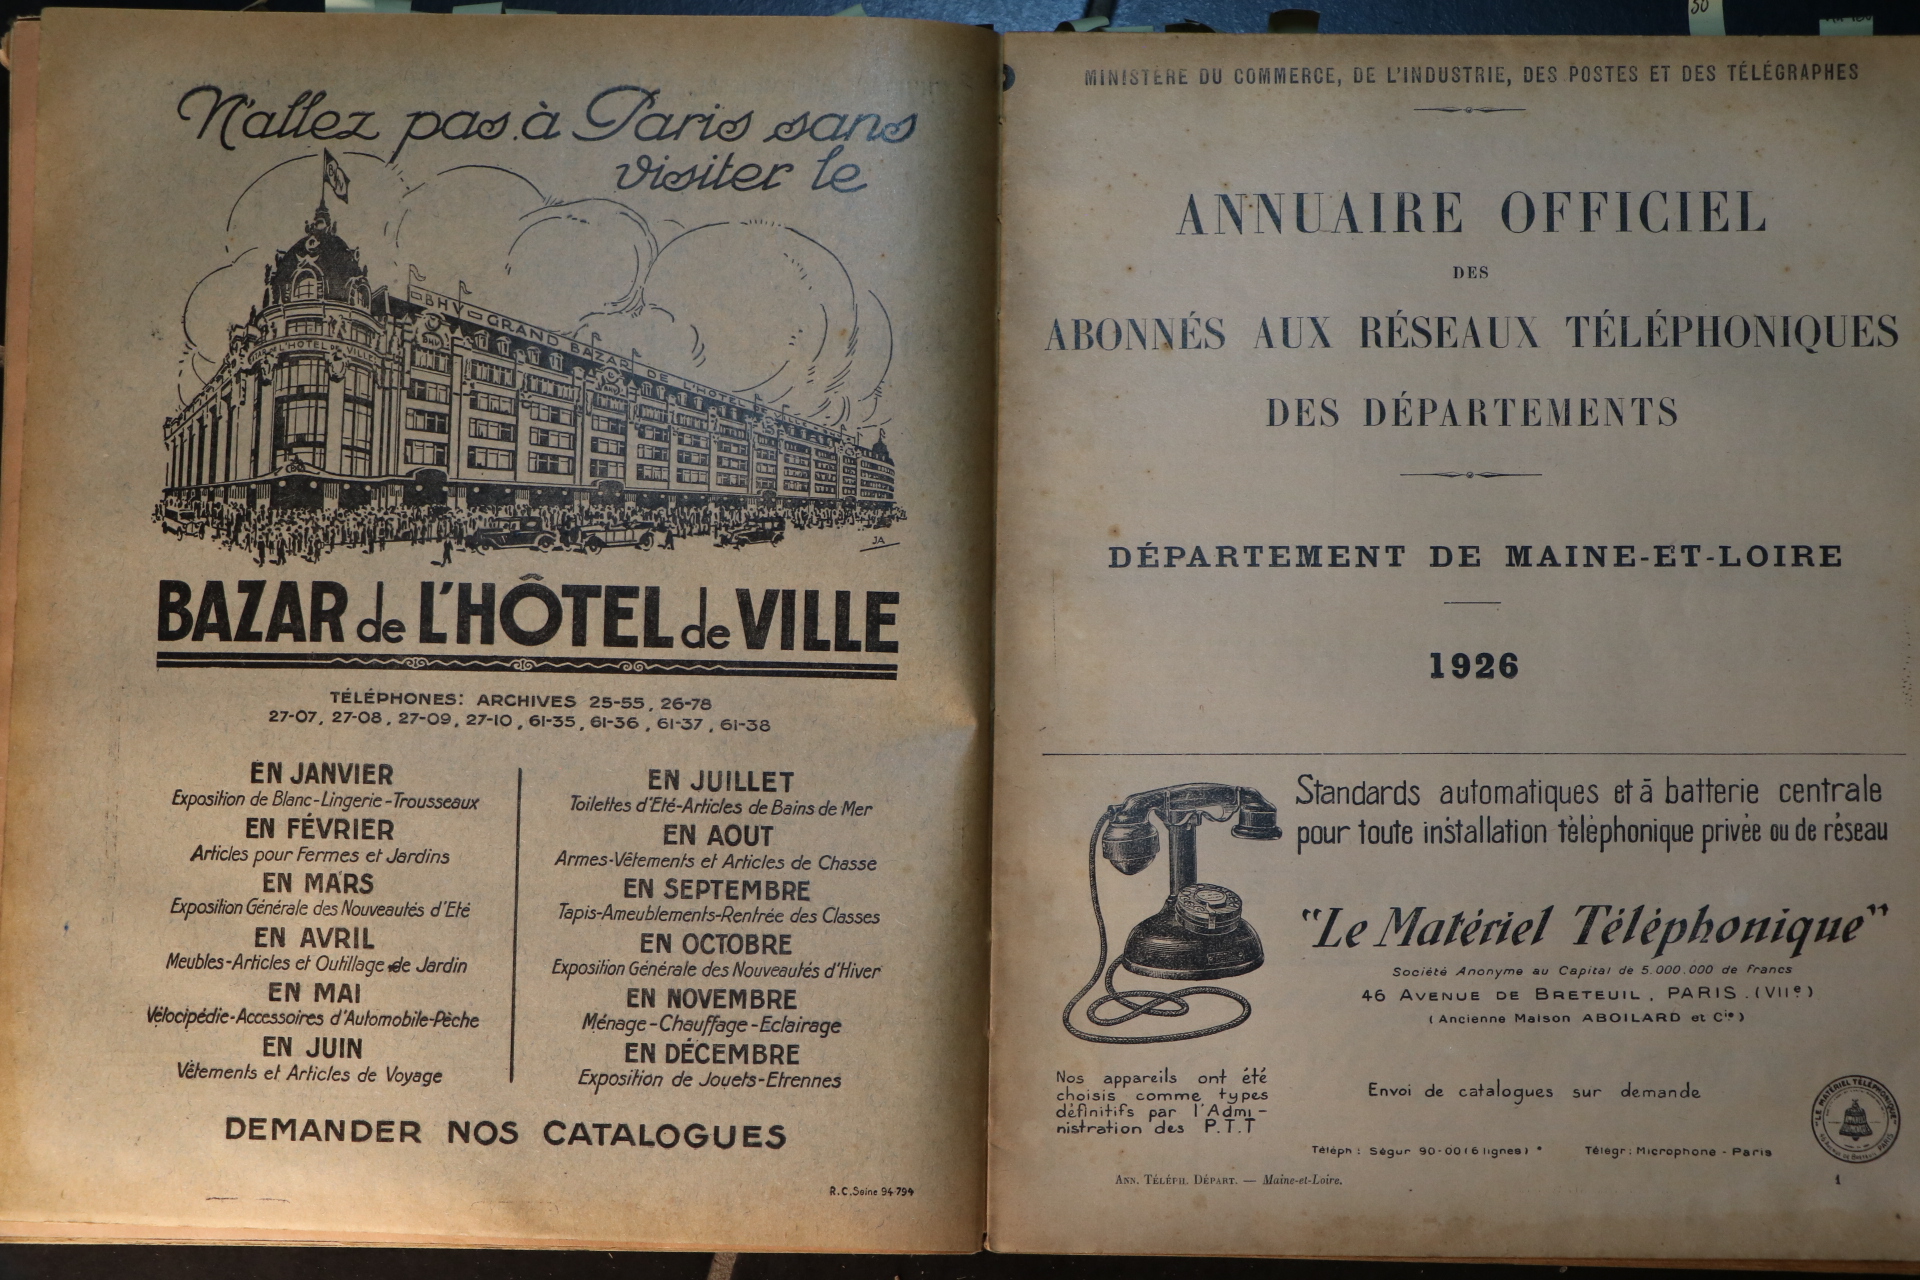 N'allez pas à Paris sans
visiter le
BHV
BHV GRAND BAZAR DE L'HOTEL DE VILLE
L'HOTEL DE VILLE
BHV
JA
BAZAR de L'HÔTEL de VILLE
TÉLÉPHONES: ARCHIVES 25-55, 26-78
27-07, 27-08, 27-09, 27-10, 61-35, 61-36, 61-37, 61-38
EN JANVIER
Exposition de Blanc-Lingerie-Trousseaux
EN FÉVRIER
Articles pour Fermes et Jardins
EN MARS
Exposition Générale des Nouveautés d'Eté
EN AVRIL
Meubles-Articles et Outillage de Jardin
EN MAI
Vélocipédie-Accessoires d'Automobile-Pêche
EN JUIN
Vêtements et Articles de Voyage
EN JUILLET
Toilettes d'Eté-Articles de Bains de Mer
EN AOUT
Armes-Vêtements et Articles de Chasse
EN SEPTEMBRE
Tapis-Ameublements-Rentrée des Classes
EN OCTOBRE
Exposition Générale des Nouveautés d'Hiver
EN NOVEMBRE
Ménage-Chauffage-Eclairage
EN DÉCEMBRE
Exposition de Jouets-Etrennes
DEMANDER NOS CATALOGUES
R.C. Seine 94.794
50
MINISTÈRE DU COMMERCE, DE L'INDUSTRIE, DES POSTES ET DES TÉLÉGRAPHES
ANNUAIRE OFFICIEL
DES
ABONNÉS AUX RÉSEAUX TÉLÉPHONIQUES
DES DÉPARTEMENTS
DÉPARTEMENT DE MAINE-ET-LOIRE
1926
Standards automatiques et à batterie centrale
pour toute installation téléphonique privée ou de réseau
"Le Matériel Téléphonique"
Société Anonyme au Capital de 5.000.000 de francs
46 AVENUE DE BRETEUIL, PARIS.(VIIe)
(Ancienne Maison ABOILARD et Cie)
Nos appareils ont été
choisis comme types
définitifs par l'Admi-
nistration des P.T.T
Envoi de catalogues sur demande
Téléph: Ségur 90-00 (6 lignes)
Télégr: Microphone - Paris
"LE MATÉRIEL TÉLÉPHONIQUE"
PARIS
ANN. TÉLÉPH. DÉPART. — Maine-et-Loire.
1